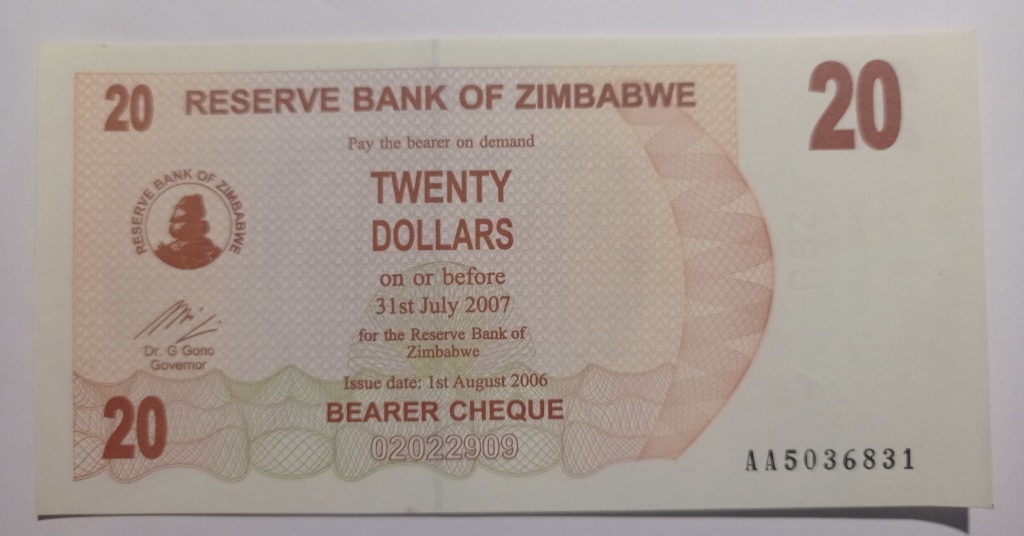 20
RESERVE BANK OF ZIMBABWE
20
Pay the bearer on demand
TWENTY
DOLLARS
RESERVE BANK OF ZIMBABWE
on or before
31st July 2007
for the Reserve Bank of
Zimbabwe
Dr. G Gono
Governor
Issue date: 1st August 2006
20
BEARER CHEQUE
02022909
AA5036831